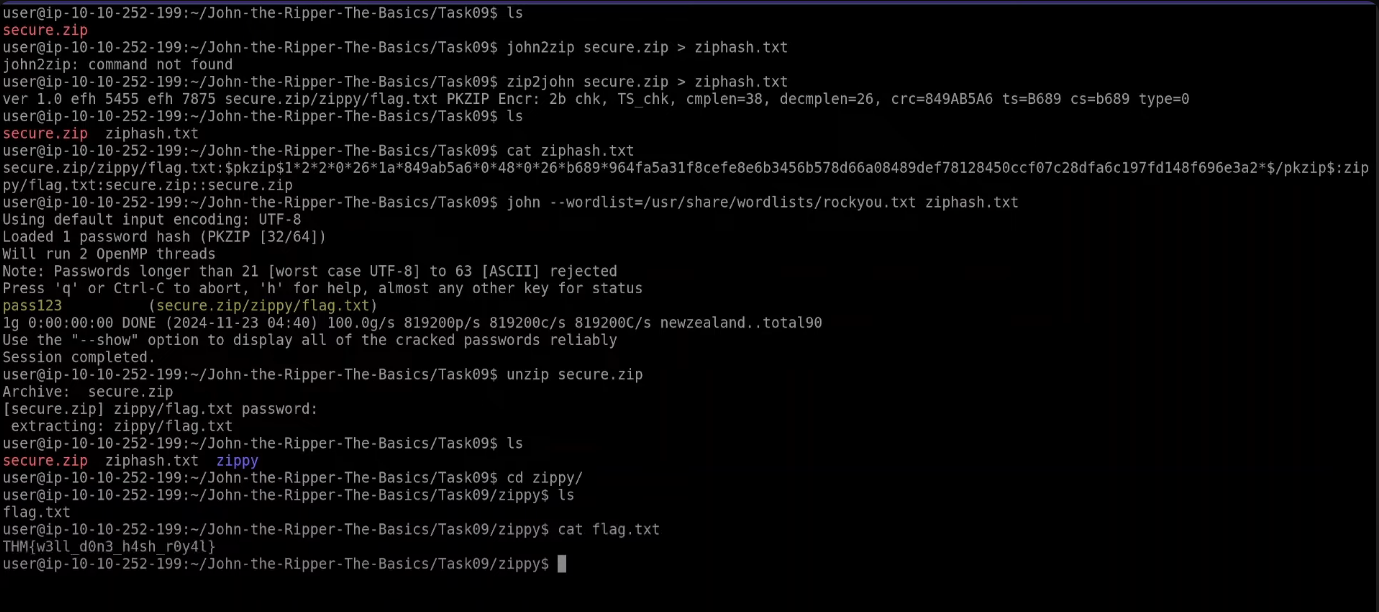 user@ip-10-10-252-199:~/John-the-Ripper-The-Basics/Task09$ ls
secure.zip
user@ip-10-10-252-199:~/John-the-Ripper-The-Basics/Task09$ john2zip secure.zip > ziphash.txt
john2zip: command not found
user@ip-10-10-252-199:~/John-the-Ripper-The-Basics/Task09$ zip2john secure.zip > ziphash.txt
ver 1.0 efh 5455 efh 7875 secure.zip/zippy/flag.txt PKZIP Encr: 2b chk, TS_chk, cmplen=38, decmplen=26, crc=849AB5A6 ts=B689 cs=b689 type=0
user@ip-10-10-252-199:~/John-the-Ripper-The-Basics/Task09$ ls
secure.zip  ziphash.txt
user@ip-10-10-252-199:~/John-the-Ripper-The-Basics/Task09$ cat ziphash.txt
secure.zip/zippy/flag.txt:$pkzip$1*2*2*0*26*1a*849ab5a6*0*48*0*26*b689*964fa5a31f8cefe8e6b3456b578d66a08489def78128450ccf07c28dfa6c197fd148f696e3a2*$/pkzip$:zip
py/flag.txt:secure.zip::secure.zip
user@ip-10-10-252-199:~/John-the-Ripper-The-Basics/Task09$ john --wordlist=/usr/share/wordlists/rockyou.txt ziphash.txt
Using default input encoding: UTF-8
Loaded 1 password hash (PKZIP [32/64])
Will run 2 OpenMP threads
Note: Passwords longer than 21 [worst case UTF-8] to 63 [ASCII] rejected
Press 'q' or Ctrl-C to abort, 'h' for help, almost any other key for status
pass123          (secure.zip/zippy/flag.txt)
1g 0:00:00:00 DONE (2024-11-23 04:40) 100.0g/s 819200p/s 819200c/s 819200C/s newzealand..total90
Use the "--show" option to display all of the cracked passwords reliably
Session completed.
user@ip-10-10-252-199:~/John-the-Ripper-The-Basics/Task09$ unzip secure.zip
Archive:  secure.zip
[secure.zip] zippy/flag.txt password:
 extracting: zippy/flag.txt
user@ip-10-10-252-199:~/John-the-Ripper-The-Basics/Task09$ ls
secure.zip  ziphash.txt  zippy
user@ip-10-10-252-199:~/John-the-Ripper-The-Basics/Task09$ cd zippy/
user@ip-10-10-252-199:~/John-the-Ripper-The-Basics/Task09/zippy$ ls
flag.txt
user@ip-10-10-252-199:~/John-the-Ripper-The-Basics/Task09/zippy$ cat flag.txt
THM{w3ll_d0n3_h4sh_r0y4l}
user@ip-10-10-252-199:~/John-the-Ripper-The-Basics/Task09/zippy$